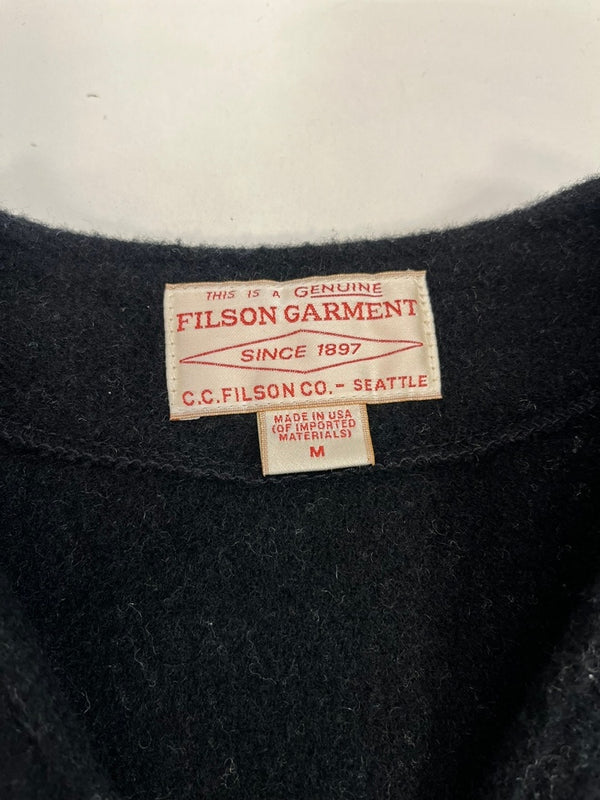 THIS IS A GENUINE
FILSON GARMENT
SINCE 1897
C.C.FILSON CO.- SEATTLE
MADE IN USA
(OF IMPORTED
MATERIALS)
M